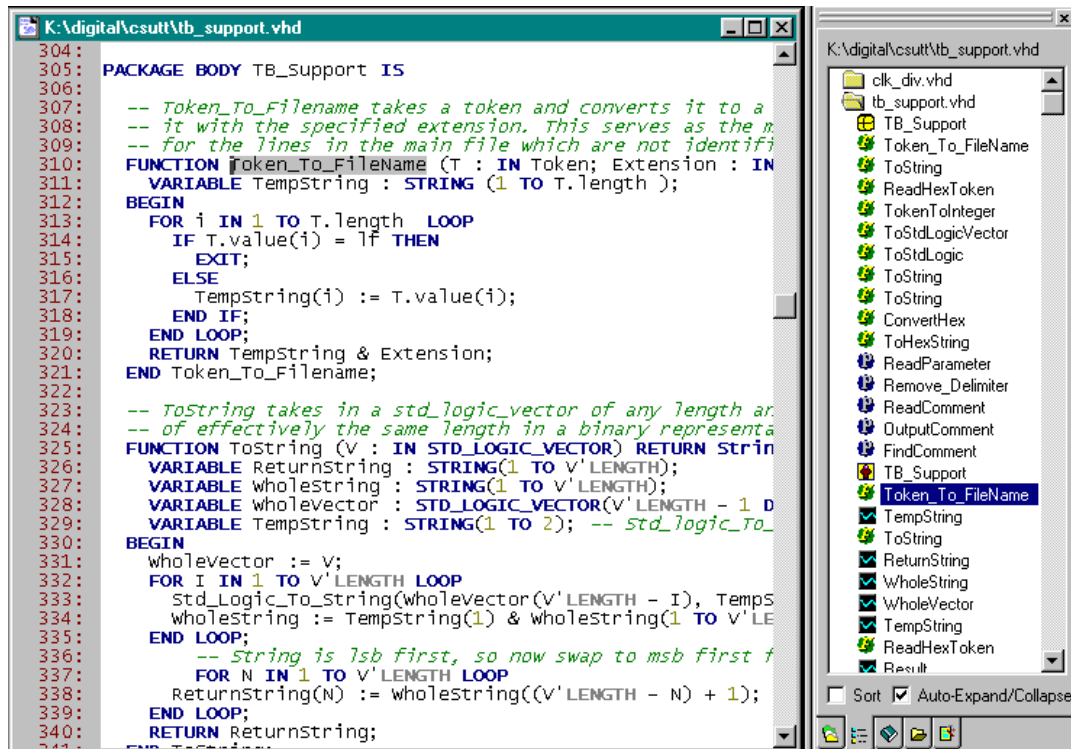 K:\digital\csutt\tb_support.vhd
304:
305: PACKAGE BODY TB_Support IS
306:
307: -- Token_To_Filename takes a token and converts it to a
308: -- it with the specified extension. This serves as the m
309: -- for the lines in the main file which are not identifi
310: FUNCTION Token_To_FileName (T : IN Token; Extension : IN
311: VARIABLE TempString : STRING (1 TO T.length );
312: BEGIN
313: FOR i IN 1 TO T.length LOOP
314: IF T.value(i) = lf THEN
315: EXIT;
316: ELSE
317: TempString(i) := T.value(i);
318: END IF;
319: END LOOP;
320: RETURN TempString & Extension;
321: END Token_To_Filename;
322:
323: -- ToString takes in a std_logic_vector of any length an
324: -- of effectively the same length in a binary representa
325: FUNCTION ToString (V : IN STD_LOGIC_VECTOR) RETURN Strin
326: VARIABLE ReturnString : STRING(1 TO V'LENGTH);
327: VARIABLE WholeString : STRING(1 TO V'LENGTH);
328: VARIABLE WholeVector : STD_LOGIC_VECTOR(V'LENGTH - 1 D
329: VARIABLE TempString : STRING(1 TO 2); -- Std_logic_To_
330: BEGIN
331: WholeVector := V;
332: FOR I IN 1 TO V'LENGTH LOOP
333: Std_Logic_To_String(WholeVector(V'LENGTH - I), TempS
334: WholeString := TempString(1) & WholeString(1 TO V'LE
335: END LOOP;
336: -- String is lsb first, so now swap to msb first f
337: FOR N IN 1 TO V'LENGTH LOOP
338: ReturnString(N) := WholeString((V'LENGTH - N) + 1);
339: END LOOP;
340: RETURN ReturnString;
341: END ToString;
K:\digital\csutt\tb_support.vhd
clk_div.vhd
tb_support.vhd
TB_Support
Token_To_FileName
ToString
ReadHexToken
TokenToInteger
ToStdLogicVector
ToStdLogic
ToString
ToString
ConvertHex
ToHexString
ReadParameter
Remove_Delimiter
ReadComment
OutputComment
FindComment
TB_Support
Token_To_FileName
TempString
ToString
ReturnString
WholeString
WholeVector
TempString
ReadHexToken
Result
Sort Auto-Expand/Collapse